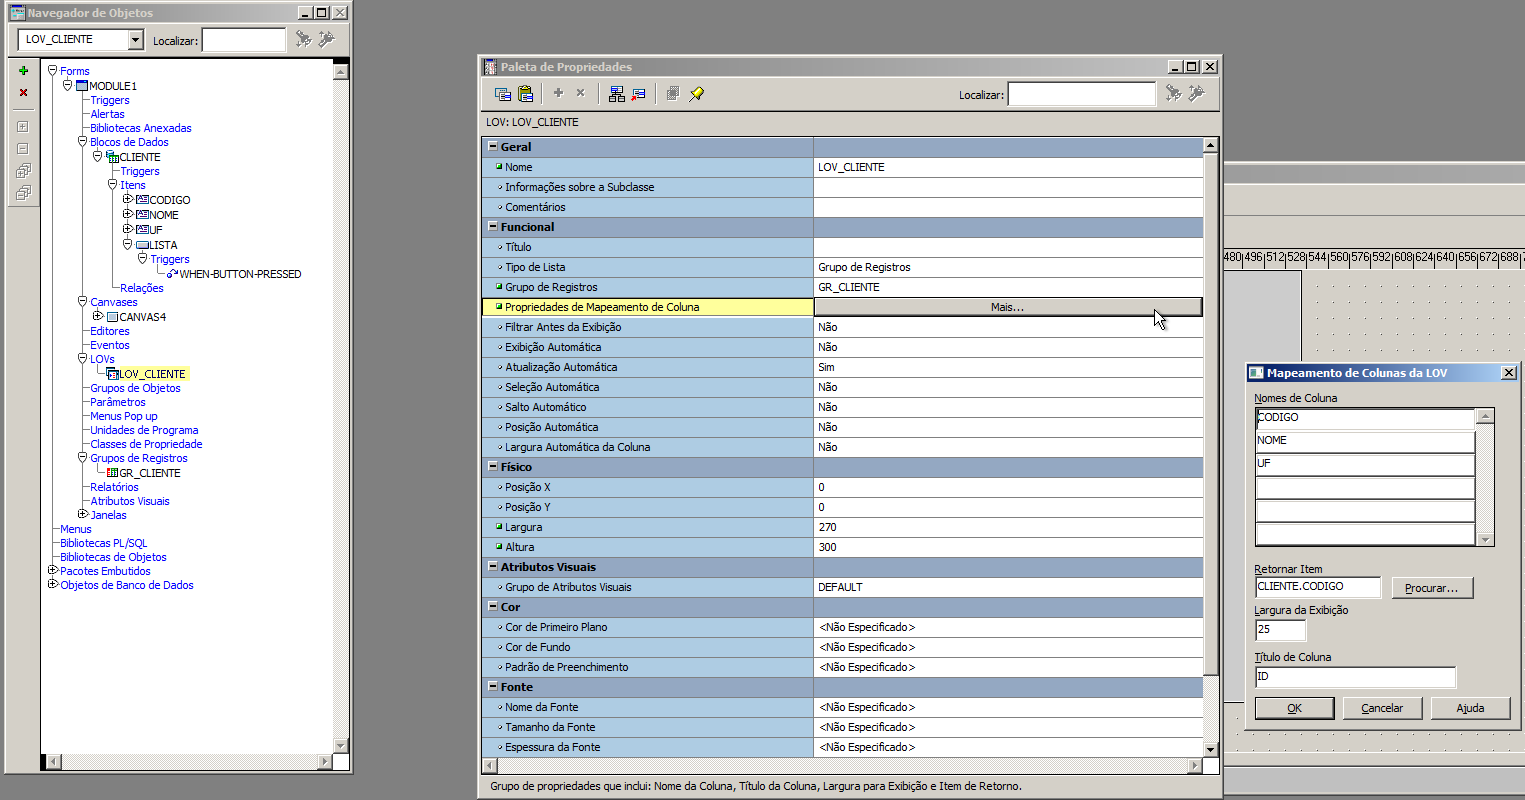 Navegador de Objetos
LOV_CLIENTE
Localizar:
Forms
MODULE1
Triggers
Alertas
Bibliotecas Anexadas
Blocos de Dados
CLIENTE
Triggers
Itens
CODIGO
NOME
UF
LISTA
Triggers
WHEN-BUTTON-PRESSED
Relações
Canvases
CANVAS4
Editores
Eventos
LOVs
LOV_CLIENTE
Grupos de Objetos
Parâmetros
Menus Pop up
Unidades de Programa
Classes de Propriedade
Grupos de Registros
GR_CLIENTE
Relatórios
Atributos Visuais
Janelas
Menus
Bibliotecas PL/SQL
Bibliotecas de Objetos
Pacotes Embutidos
Objetos de Banco de Dados
Paleta de Propriedades
Localizar:
LOV: LOV_CLIENTE
Geral
Nome LOV_CLIENTE
Informações sobre a Subclasse
Comentários
Funcional
Título
Tipo de Lista Grupo de Registros
Grupo de Registros GR_CLIENTE
Propriedades de Mapeamento de Coluna Mais...
Filtrar Antes da Exibição Não
Exibição Automática Não
Atualização Automática Sim
Seleção Automática Não
Salto Automático Não
Posição Automática Não
Largura Automática da Coluna Não
Físico
Posição X 0
Posição Y 0
Largura 270
Altura 300
Atributos Visuais
Grupo de Atributos Visuais DEFAULT
Cor
Cor de Primeiro Plano <Não Especificado>
Cor de Fundo <Não Especificado>
Padrão de Preenchimento <Não Especificado>
Fonte
Nome da Fonte <Não Especificado>
Tamanho da Fonte <Não Especificado>
Espessura da Fonte <Não Especificado>
Grupo de propriedades que inclui: Nome da Coluna, Título da Coluna, Largura para Exibição e Item de Retorno.
480 496 512 528 544 560 576 592 608 624 640 656 672 688
Mapeamento de Colunas da LOV
Nomes de Coluna
CODIGO
NOME
UF
Retornar Item
CLIENTE.CODIGO Procurar...
Largura da Exibição
25
Título de Coluna
ID
OK Cancelar Ajuda